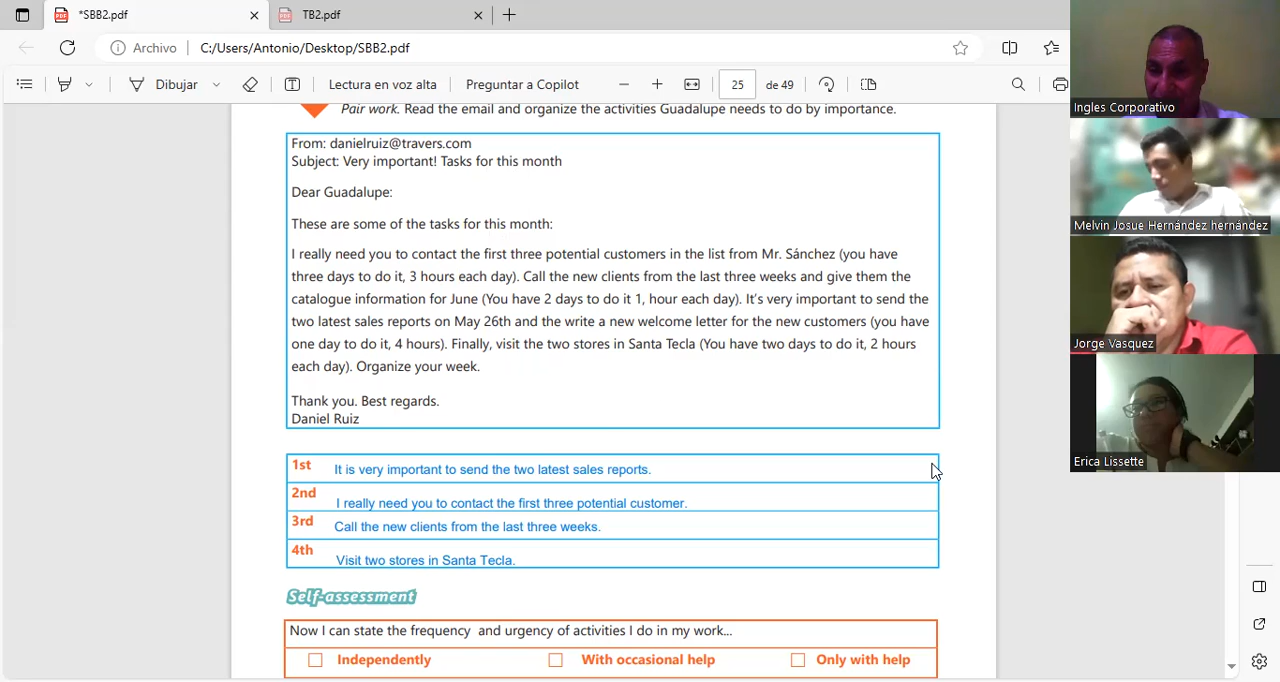 *SBB2.pdf
TB2.pdf
Archivo
C:/Users/Antonio/Desktop/SBB2.pdf
Dibujar
Lectura en voz alta
Preguntar a Copilot
25
de 49
Pair work. Read the email and organize the activities Guadalupe needs to do by importance.
From: danielruiz@travers.com
Subject: Very important! Tasks for this month
Dear Guadalupe:
These are some of the tasks for this month:
I really need you to contact the first three potential customers in the list from Mr. Sánchez (you have
three days to do it, 3 hours each day). Call the new clients from the last three weeks and give them the
catalogue information for June (You have 2 days to do it 1, hour each day). It's very important to send the
two latest sales reports on May 26th and the write a new welcome letter for the new customers (you have
one day to do it, 4 hours). Finally, visit the two stores in Santa Tecla (You have two days to do it, 2 hours
each day). Organize your week.
Thank you. Best regards.
Daniel Ruiz
1st It is very important to send the two latest sales reports.
2nd I really need you to contact the first three potential customer.
3rd Call the new clients from the last three weeks.
4th Visit two stores in Santa Tecla.
Self-assessment
Now I can state the frequency and urgency of activities I do in my work...
Independently With occasional help Only with help
Ingles Corporativo
Melvin Josue Hernández hernández
Jorge Vasquez
Erica Lissette